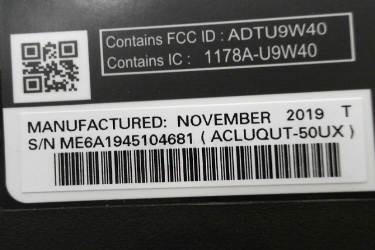 Contains FCC ID : ADTU9W40
Contains IC : 1178A-U9W40
MANUFACTURED: NOVEMBER 2019 T
S/N ME6A1945104681 ( ACLUQUT-50UX )